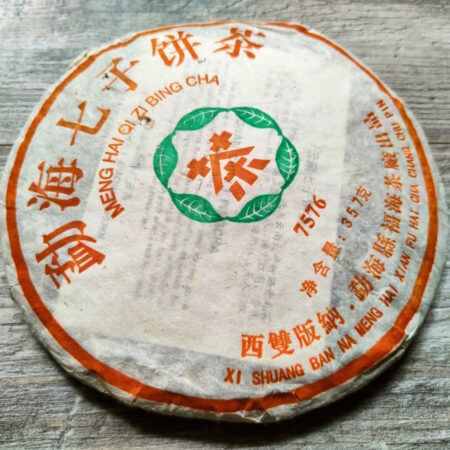 勐海七子饼茶
MENG HAI QI ZI BING CHA
茶
7576
净含量:357克
西雙版納·勐海縣福海茶廠出品
XI SHUANG BAN NA MENG HAI XIAN FU HAI CHA CHANG CHU PIN